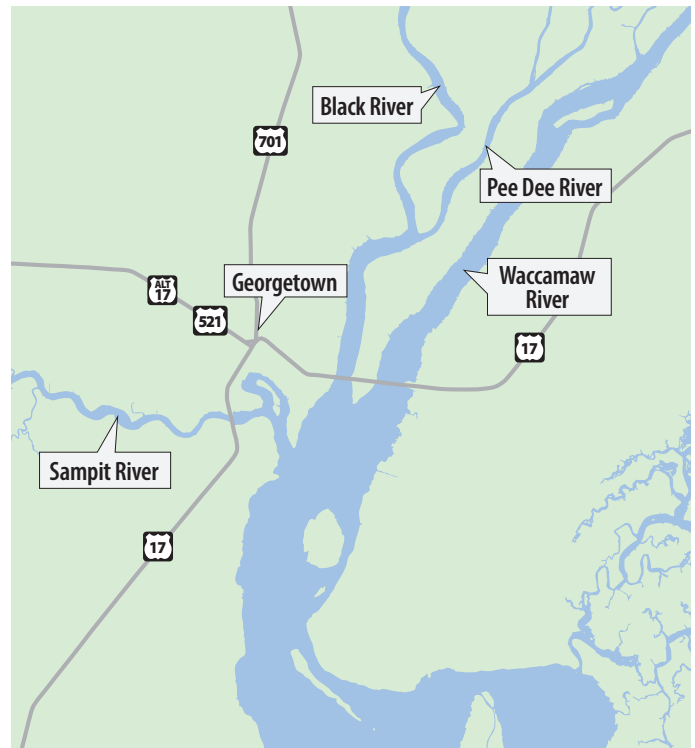 Black River
701
Pee Dee River
Waccamaw
River
Georgetown
ALT
17
521
17
Sampit River
17